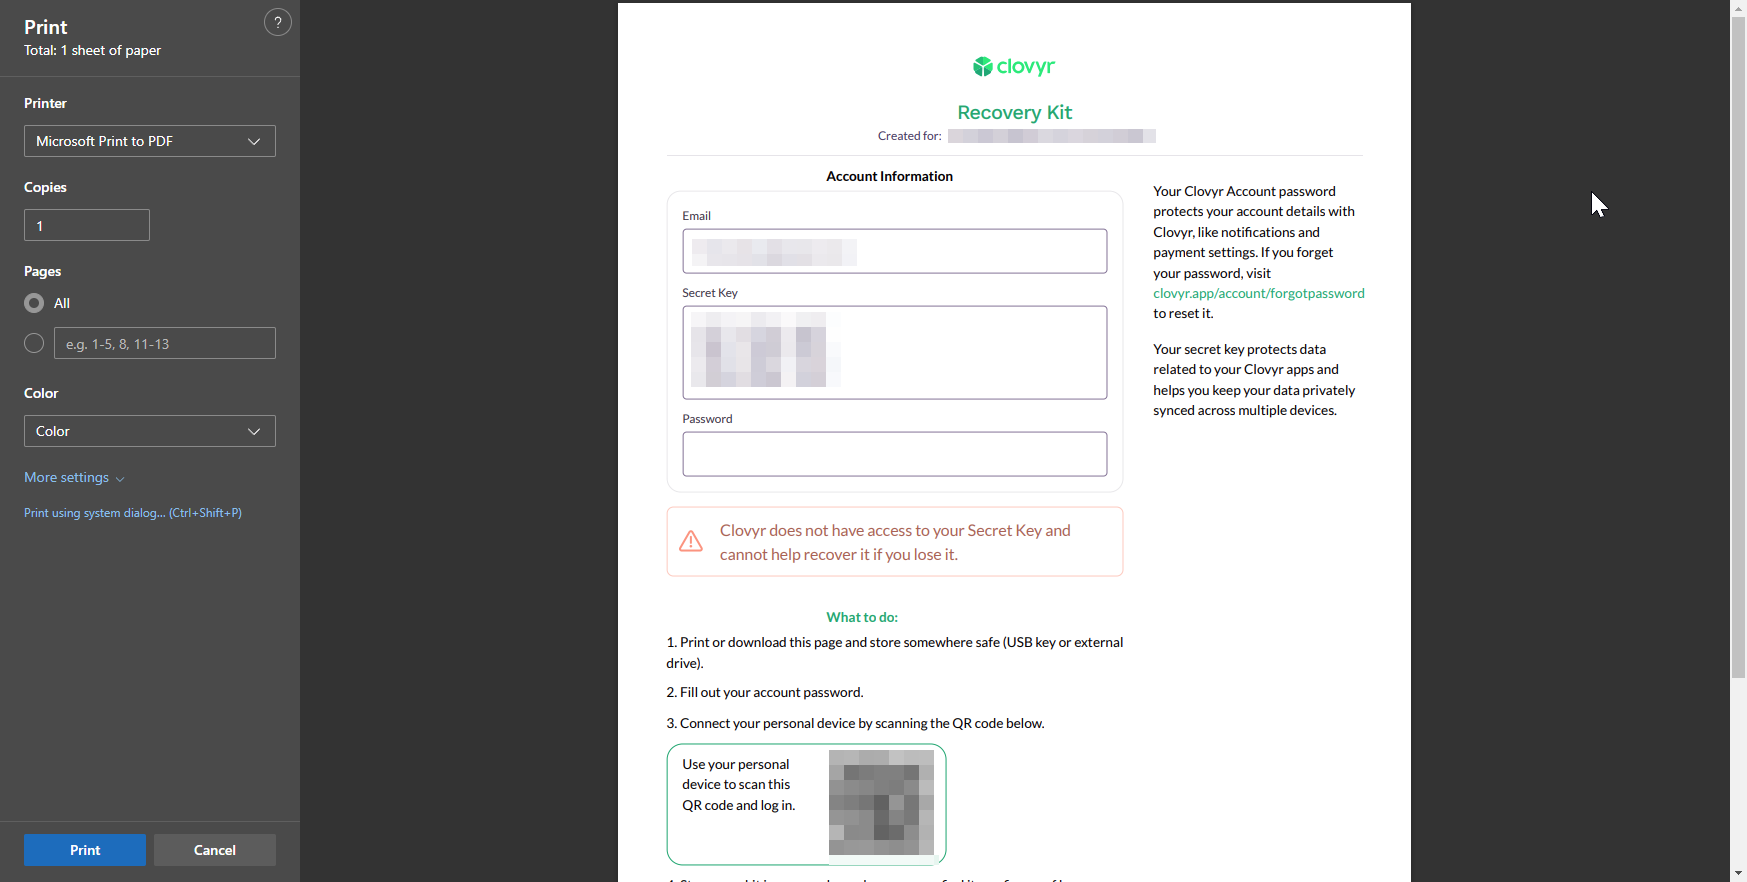 Print
Total: 1 sheet of paper
?
Printer
Microsoft Print to PDF
Copies
1
Pages
All
e.g. 1-5, 8, 11-13
Color
Color
More settings
Print using system dialog... (Ctrl+Shift+P)
Print
Cancel
clovyr
Recovery Kit
Created for:
Account Information
Email
Secret Key
Password
Clovyr does not have access to your Secret Key and
cannot help recover it if you lose it.
Your Clovyr Account password
protects your account details with
Clovyr, like notifications and
payment settings. If you forget
your password, visit
clovyr.app/account/forgotpassword
to reset it.
Your secret key protects data
related to your Clovyr apps and
helps you keep your data privately
synced across multiple devices.
What to do:
1. Print or download this page and store somewhere safe (USB key or external
drive).
2. Fill out your account password.
3. Connect your personal device by scanning the QR code below.
Use your personal
device to scan this
QR code and log in.